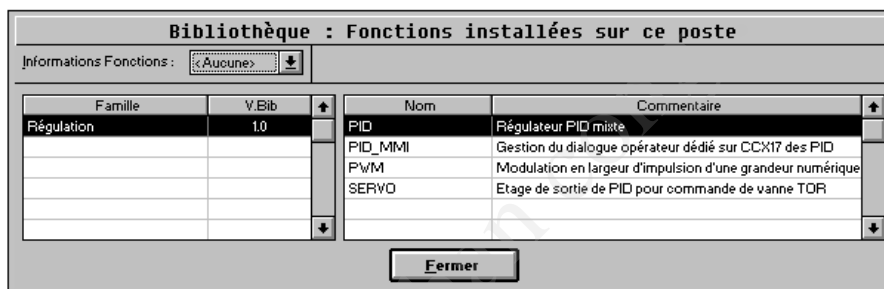 Bibliothèque : Fonctions installées sur ce poste
Informations Fonctions : <Aucune>
Famille V.Bib Nom Commentaire
Régulation 1.0 PID Régulateur PID mixte
PID_MMI Gestion du dialogue opérateur dédié sur CCX17 des PID
PWM Modulation en largeur d'impulsion d'une grandeur numérique
SERVO Etage de sortie de PID pour commande de vanne TOR
Fermer